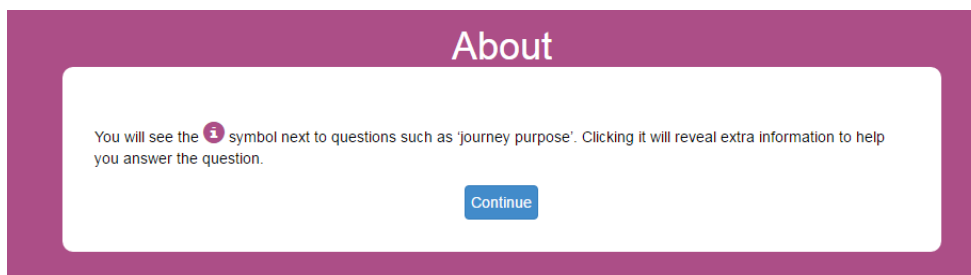 About
You will see the i symbol next to questions such as ‘journey purpose’. Clicking it will reveal extra information to help
you answer the question.
Continue